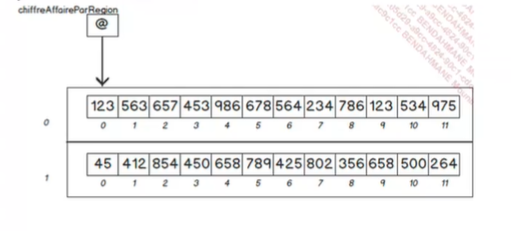 chiffreAffaireParRegion
@
123 563 657 453 986 678 564 234 786 123 534 975
0 0 1 2 3 4 5 6 7 8 9 10 11
45 412 854 450 658 789 425 802 356 658 500 264
1 0 1 2 3 4 5 6 7 8 9 10 11